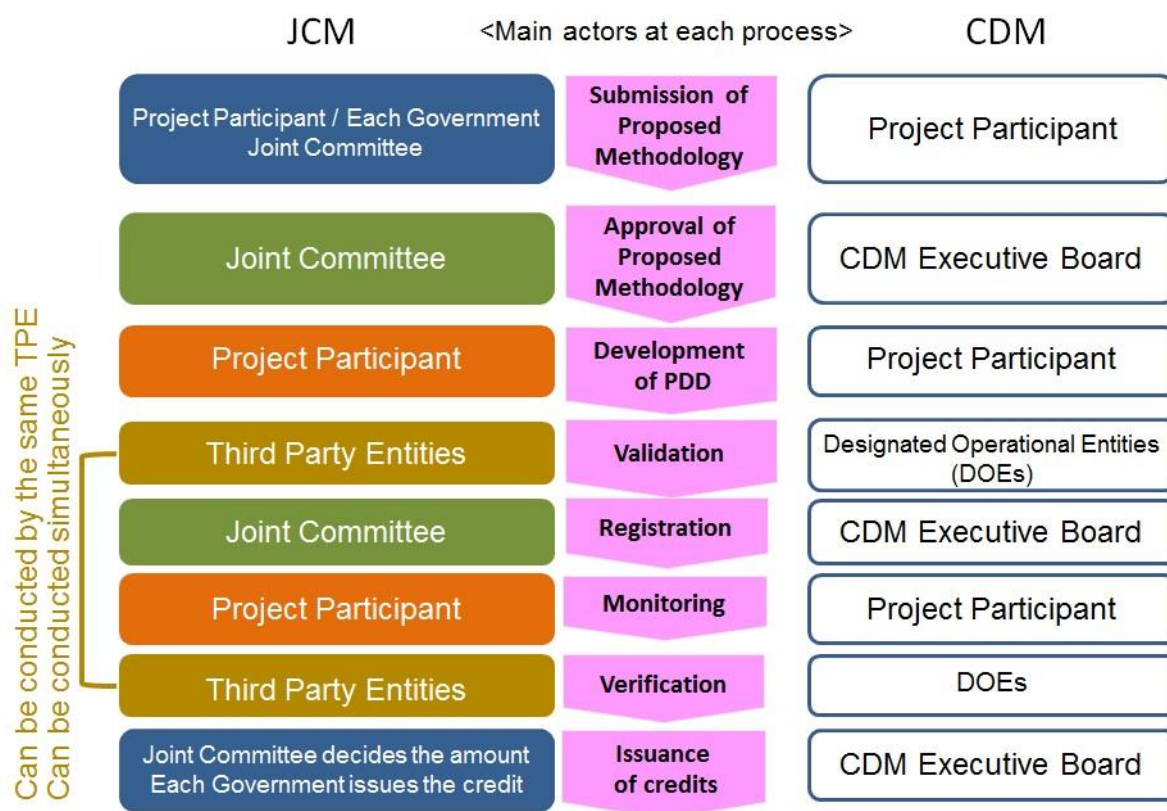 JCM
<Main actors at each process>
CDM
Project Participant / Each Government
Joint Committee
Submission of
Proposed
Methodology
Project Participant
Joint Committee
Approval of
Proposed
Methodology
CDM Executive Board
Project Participant
Development
of PDD
Project Participant
Third Party Entities
Validation
Designated Operational Entities
(DOEs)
Joint Committee
Registration
CDM Executive Board
Project Participant
Monitoring
Project Participant
Third Party Entities
Verification
DOEs
Joint Committee decides the amount
Each Government issues the credit
Issuance
of credits
CDM Executive Board
Can be conducted by the same TPE
Can be conducted simultaneously